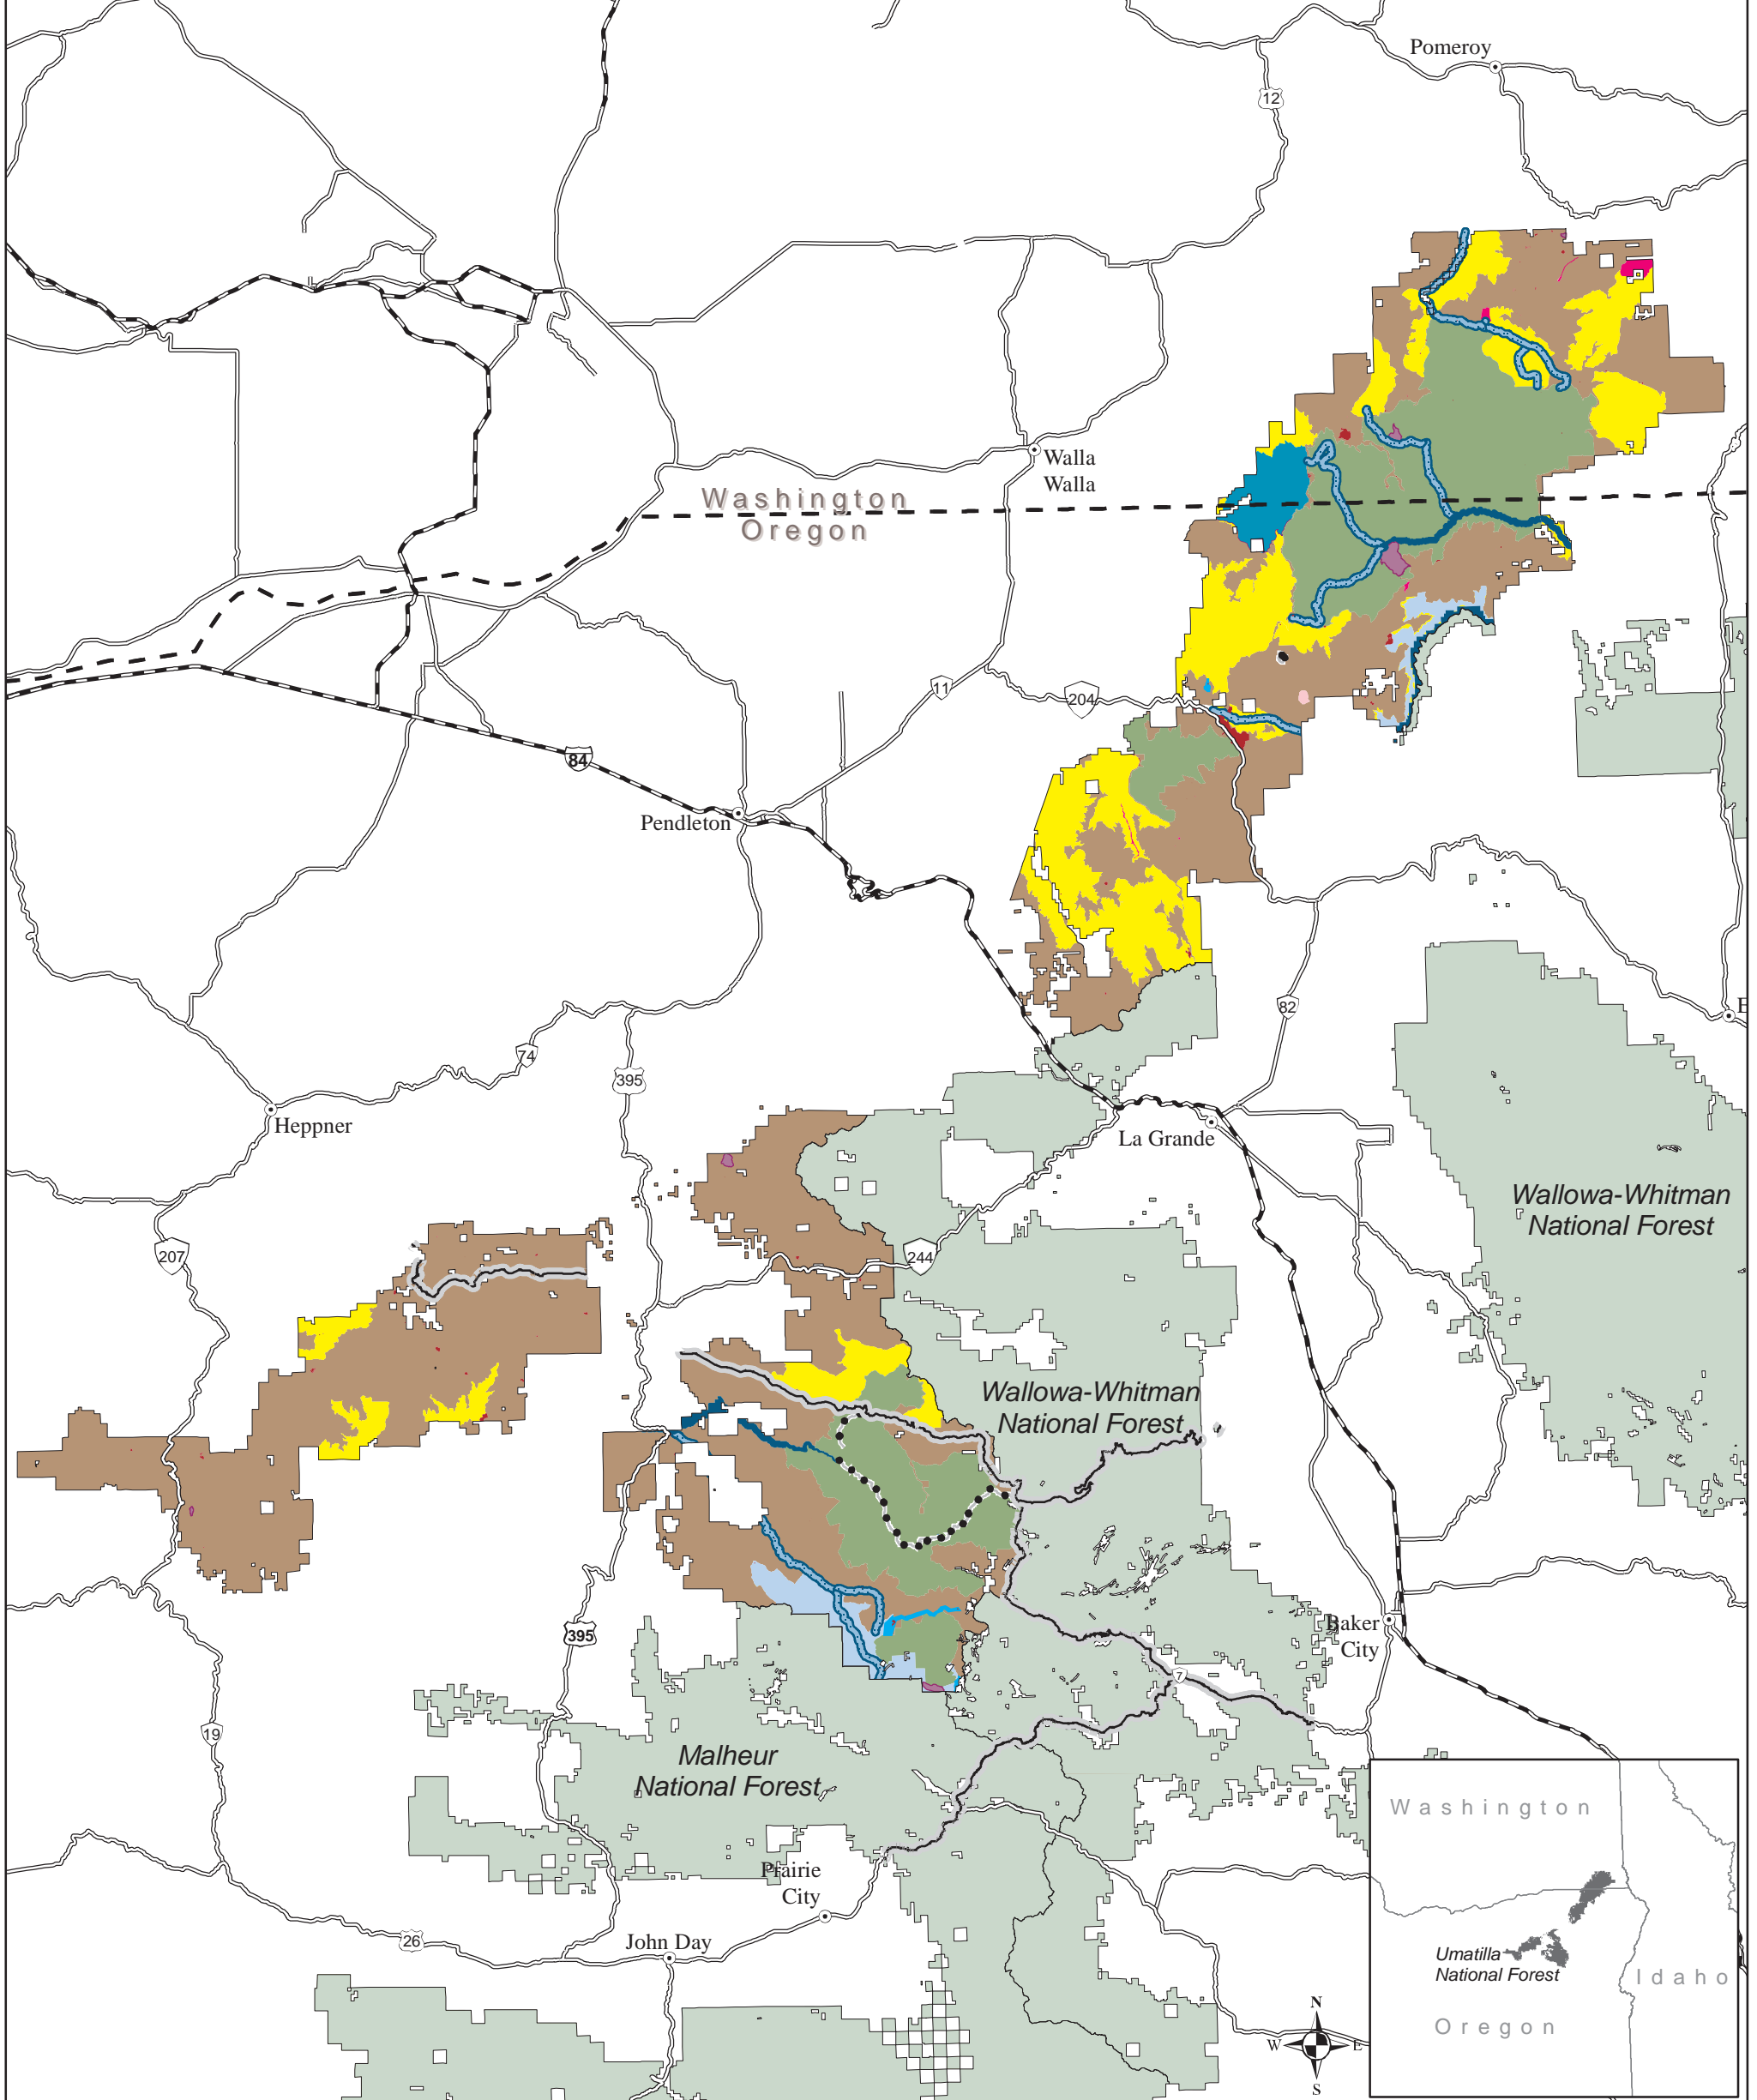 Pomeroy
12
Walla
Walla
Washington
Oregon
11
204
84
Pendleton
82
E
74
395
Heppner
La Grande
Wallowa-Whitman
National Forest
207
244
Wallowa-Whitman
National Forest
395
Baker
City
7
19
Malheur
National Forest
Prairie
City
26
John Day
Washington
Umatilla
National Forest
Idaho
Oregon
N
W
E
S